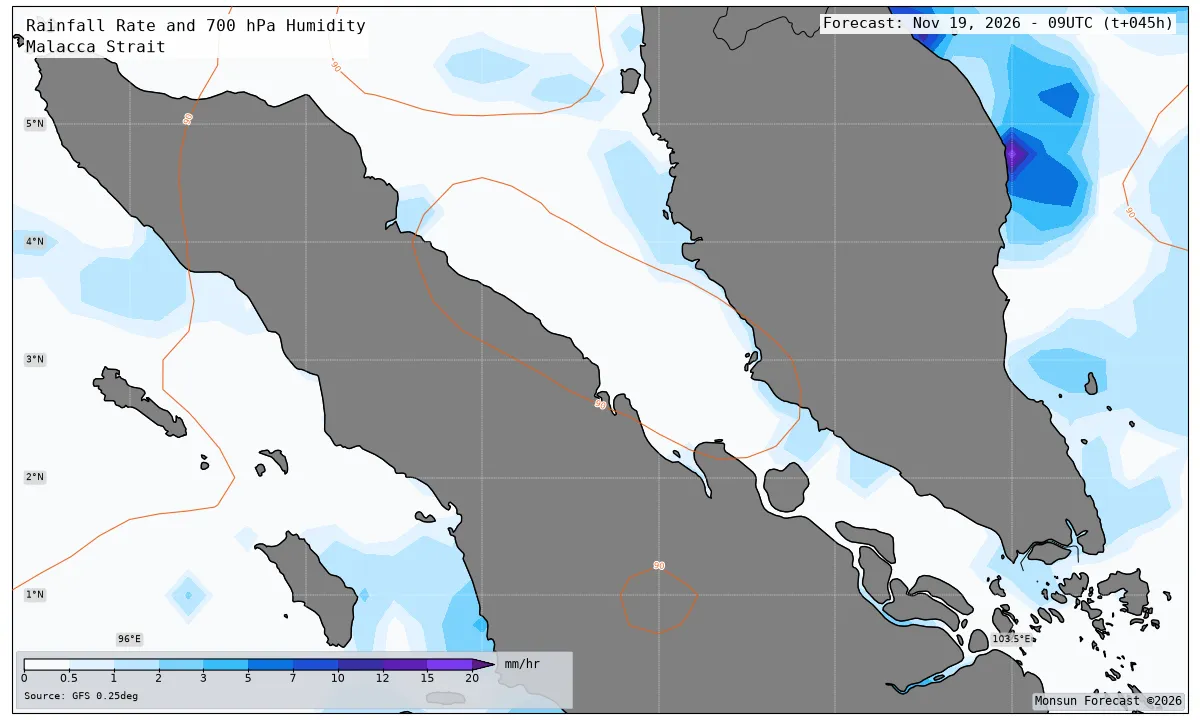 Rainfall Rate and 700 hPa Humidity
Malacca Strait
Forecast: Nov 19, 2026 - 09UTC (t+045h)
90
90
90
90
90
90
5°N
4°N
3°N
2°N
1°N
96°E
103.5°E
0 0.5 1 2 3 5 7 10 12 15 20
mm/hr
Source: GFS 0.25deg
Monsun Forecast ©2026